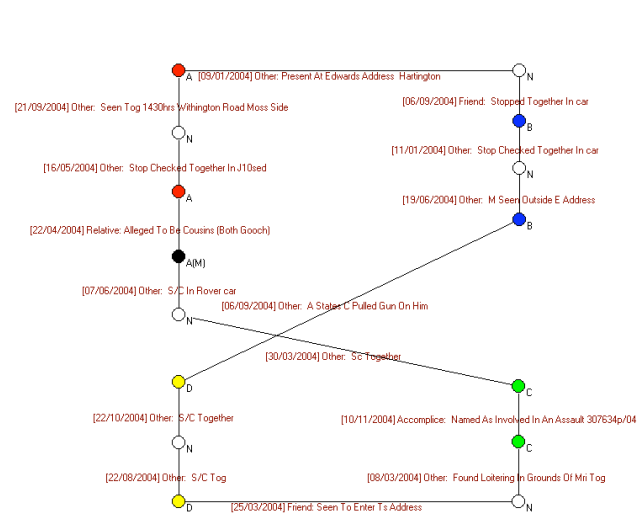 A
[09/01/2004] Other: Present At Edwards Address Hartington
N
[21/09/2004] Other: Seen Tog 1430hrs Withington Road Moss Side
[06/09/2004] Friend: Stopped Together In car
B
N
[11/01/2004] Other: Stop Checked Together In car
[16/05/2004] Other: Stop Checked Together In J10sed
N
A
[19/06/2004] Other: M Seen Outside E Address
B
[22/04/2004] Relative: Alleged To Be Cousins (Both Gooch)
A(M)
[07/06/2004] Other: S/C In Rover car
[06/09/2004] Other: A States C Pulled Gun On Him
N
[30/03/2004] Other: Sc Together
D
C
[22/10/2004] Other: S/C Together
[10/11/2004] Accomplice: Named As Involved In An Assault 307634p/04
N
C
[22/08/2004] Other: S/C Tog
[08/03/2004] Other: Found Loitering In Grounds Of Mri Tog
D
[25/03/2004] Friend: Seen To Enter Ts Address
N